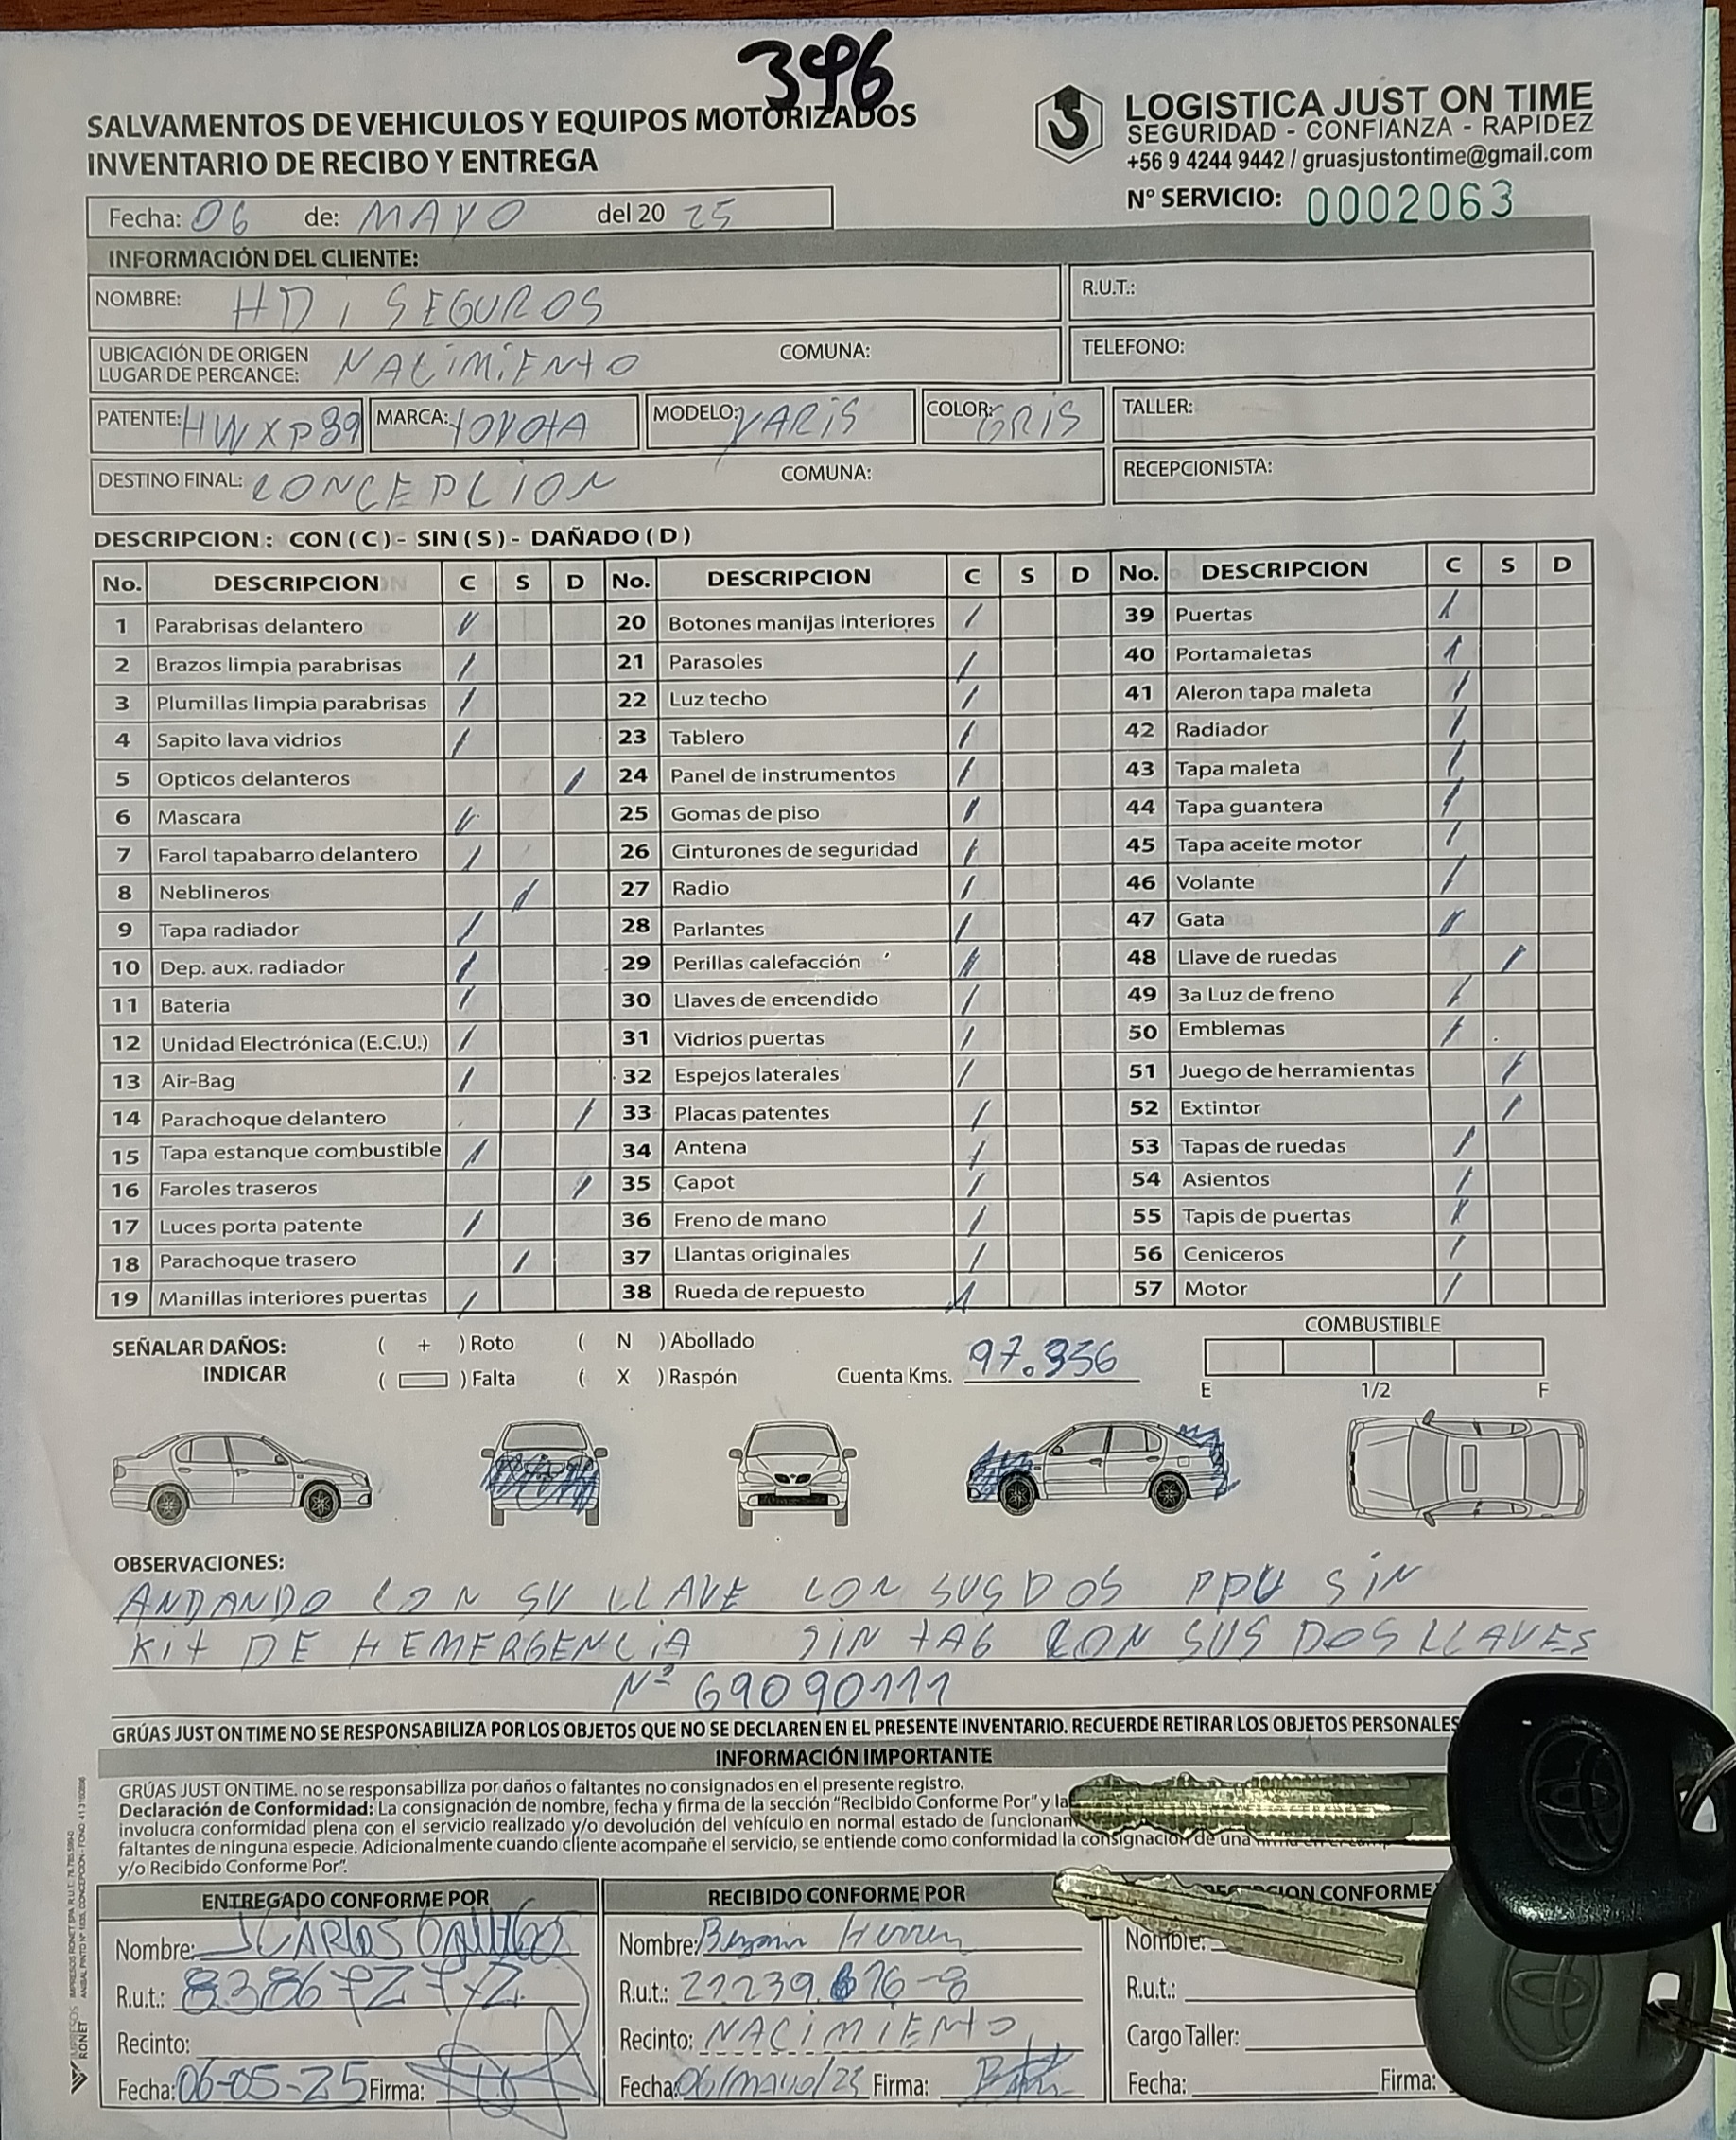 396
SALVAMENTOS DE VEHICULOS Y EQUIPOS MOTORIZADOS
INVENTARIO DE RECIBO Y ENTREGA
LOGISTICA JUST ON TIME
SEGURIDAD - CONFIANZA - RAPIDEZ
+56 9 4244 9442 / gruasjustontime@gmail.com
N° SERVICIO: 0002063
Fecha: 06 de: MAYO del 20 25
INFORMACIÓN DEL CLIENTE:
NOMBRE: HDI SEGUROS R.U.T.:
UBICACIÓN DE ORIGEN
LUGAR DE PERCANCE: NACIMIENTO COMUNA: TELEFONO:
PATENTE: HWXP89 MARCA: TOYOTA MODELO: YARIS COLOR: GRIS TALLER:
DESTINO FINAL: CONCEPCION COMUNA: RECEPCIONISTA:
DESCRIPCION : CON ( C ) - SIN ( S ) - DAÑADO ( D )
No. DESCRIPCION C S D No. DESCRIPCION C S D No. DESCRIPCION C S D
1 Parabrisas delantero / 20 Botones manijas interiores / 39 Puertas /
2 Brazos limpia parabrisas / 21 Parasoles / 40 Portamaletas /
3 Plumillas limpia parabrisas / 22 Luz techo / 41 Aleron tapa maleta /
4 Sapito lava vidrios / 23 Tablero / 42 Radiador /
5 Opticos delanteros / 24 Panel de instrumentos / 43 Tapa maleta /
6 Mascara / 25 Gomas de piso / 44 Tapa guantera /
7 Farol tapabarro delantero / 26 Cinturones de seguridad / 45 Tapa aceite motor /
8 Neblineros / 27 Radio / 46 Volante /
9 Tapa radiador / 28 Parlantes / 47 Gata /
10 Dep. aux. radiador / 29 Perillas calefacción / 48 Llave de ruedas /
11 Bateria / 30 Llaves de encendido / 49 3a Luz de freno /
12 Unidad Electrónica (E.C.U.) / 31 Vidrios puertas / 50 Emblemas /
13 Air-Bag / 32 Espejos laterales / 51 Juego de herramientas /
14 Parachoque delantero / 33 Placas patentes / 52 Extintor /
15 Tapa estanque combustible / 34 Antena / 53 Tapas de ruedas /
16 Faroles traseros / 35 Capot / 54 Asientos /
17 Luces porta patente / 36 Freno de mano / 55 Tapis de puertas /
18 Parachoque trasero / 37 Llantas originales / 56 Ceniceros /
19 Manillas interiores puertas / 38 Rueda de repuesto / 57 Motor /
SEÑALAR DAÑOS: ( + ) Roto ( N ) Abollado COMBUSTIBLE
INDICAR ( ) Falta ( X ) Raspón Cuenta Kms. 97.356 E 1/2 F
OBSERVACIONES:
ANDANDO CON SU LLAVE CON SUS DOS PPU SIN
KIT DE HEMERGENCIA SIN TAG CON SUS DOS LLAVES
N° 69090111
GRÚAS JUST ON TIME NO SE RESPONSABILIZA POR LOS OBJETOS QUE NO SE DECLAREN EN EL PRESENTE INVENTARIO. RECUERDE RETIRAR LOS OBJETOS PERSONALES
INFORMACIÓN IMPORTANTE
GRÚAS JUST ON TIME. no se responsabiliza por daños o faltantes no consignados en el presente registro.
Declaración de Conformidad: La consignación de nombre, fecha y firma de la sección "Recibido Conforme Por" y la
involucra conformidad plena con el servicio realizado y/o devolución del vehículo en normal estado de funcionam
faltantes de ninguna especie. Adicionalmente cuando cliente acompañe el servicio, se entiende como conformidad la consignación de una
y/o Recibido Conforme Por".
ENTREGADO CONFORME POR RECIBIDO CONFORME POR CONFORME
Nombre: JCARLOS Nombre: Herrera Nombre:
R.u.t.: R.u.t.: 21.239.676-8 R.u.t.:
Recinto: Recinto: NACIMIENTO Cargo Taller:
Fecha: 06-05-25 Firma: Fecha: 06/mayo/25 Firma: Fecha: Firma:
IMPRESOS RONET